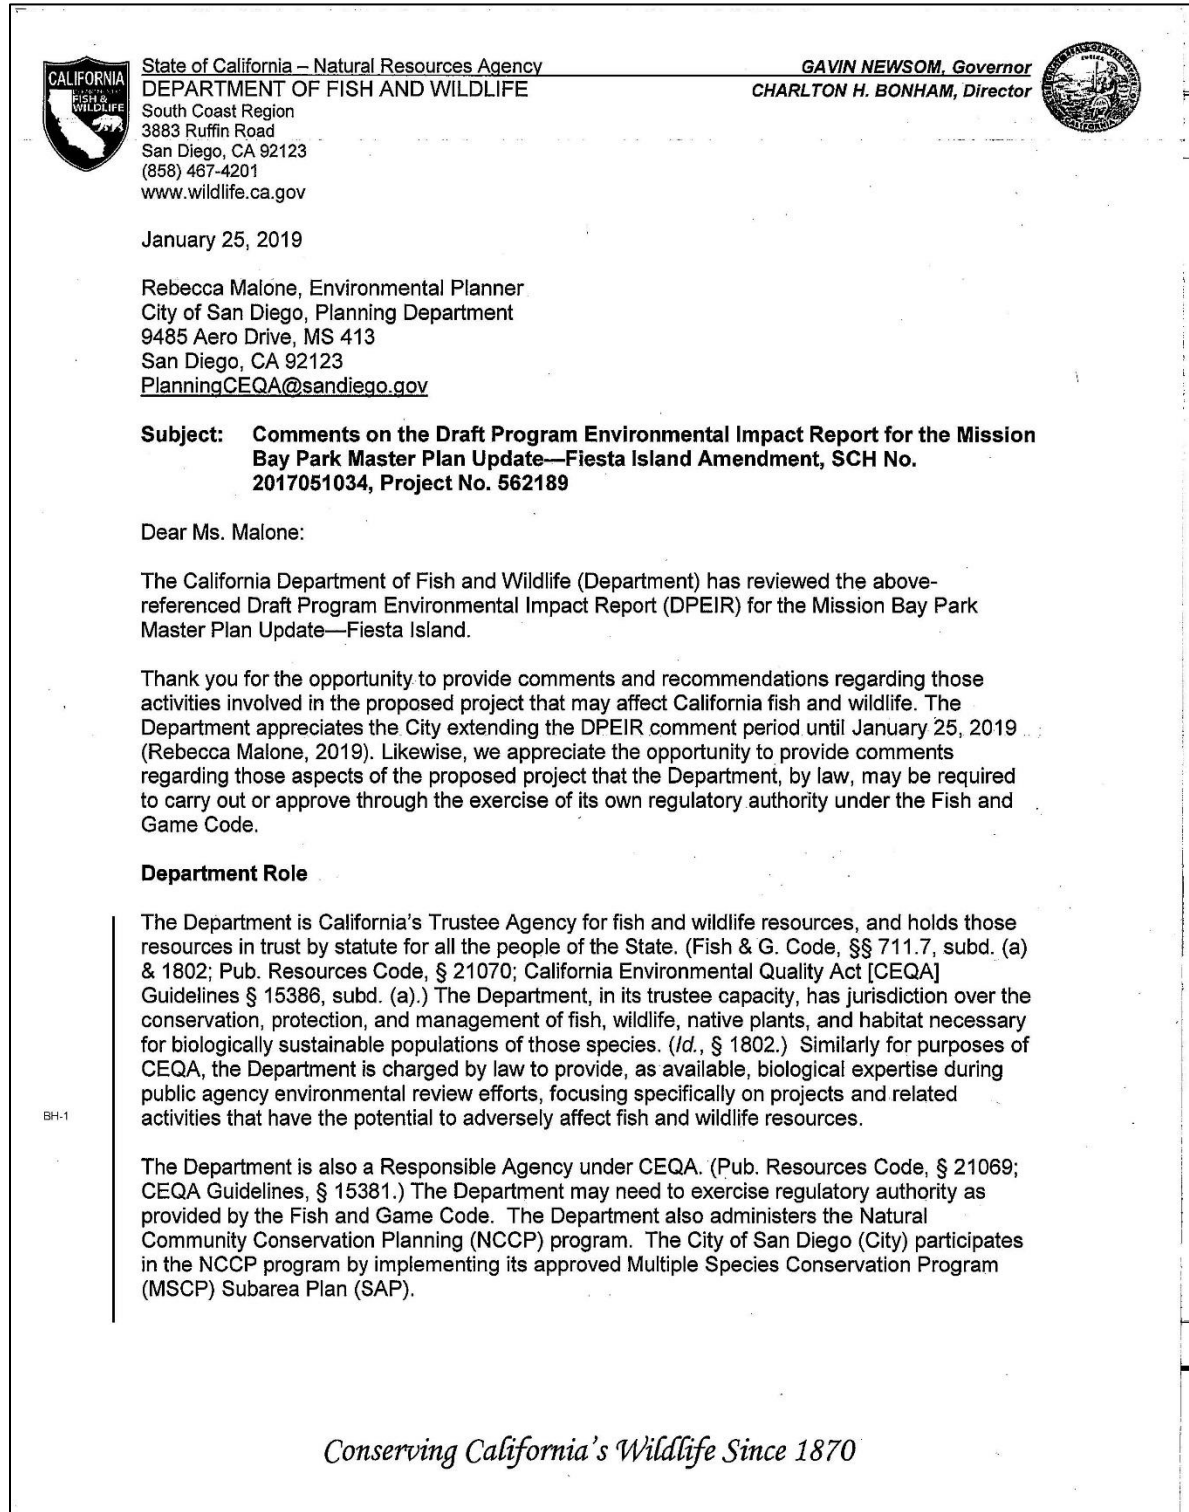 CALIFORNIA
FISH &
WILDLIFE
State of California – Natural Resources Agency
DEPARTMENT OF FISH AND WILDLIFE
South Coast Region
3883 Ruffin Road
San Diego, CA 92123
(858) 467-4201
www.wildlife.ca.gov
GAVIN NEWSOM, Governor
CHARLTON H. BONHAM, Director
January 25, 2019
Rebecca Malone, Environmental Planner
City of San Diego, Planning Department
9485 Aero Drive, MS 413
San Diego, CA 92123
PlanningCEQA@sandiego.gov
Subject: Comments on the Draft Program Environmental Impact Report for the Mission
Bay Park Master Plan Update—Fiesta Island Amendment, SCH No.
2017051034, Project No. 562189
Dear Ms. Malone:
The California Department of Fish and Wildlife (Department) has reviewed the above-
referenced Draft Program Environmental Impact Report (DPEIR) for the Mission Bay Park
Master Plan Update—Fiesta Island.
Thank you for the opportunity to provide comments and recommendations regarding those
activities involved in the proposed project that may affect California fish and wildlife. The
Department appreciates the City extending the DPEIR comment period until January 25, 2019
(Rebecca Malone, 2019). Likewise, we appreciate the opportunity to provide comments
regarding those aspects of the proposed project that the Department, by law, may be required
to carry out or approve through the exercise of its own regulatory authority under the Fish and
Game Code.
Department Role
The Department is California's Trustee Agency for fish and wildlife resources, and holds those
resources in trust by statute for all the people of the State. (Fish & G. Code, §§ 711.7, subd. (a)
& 1802; Pub. Resources Code, § 21070; California Environmental Quality Act [CEQA]
Guidelines § 15386, subd. (a).) The Department, in its trustee capacity, has jurisdiction over the
conservation, protection, and management of fish, wildlife, native plants, and habitat necessary
for biologically sustainable populations of those species. (Id., § 1802.) Similarly for purposes of
CEQA, the Department is charged by law to provide, as available, biological expertise during
public agency environmental review efforts, focusing specifically on projects and related
activities that have the potential to adversely affect fish and wildlife resources.
BH-1
The Department is also a Responsible Agency under CEQA. (Pub. Resources Code, § 21069;
CEQA Guidelines, § 15381.) The Department may need to exercise regulatory authority as
provided by the Fish and Game Code. The Department also administers the Natural
Community Conservation Planning (NCCP) program. The City of San Diego (City) participates
in the NCCP program by implementing its approved Multiple Species Conservation Program
(MSCP) Subarea Plan (SAP).
Conserving California's Wildlife Since 1870